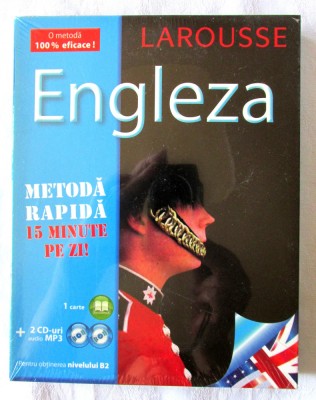 O metodă
100% eficace!
LAROUSSE
Engleza
METODĂ
RAPIDĂ
15 MINUTE
PE ZI!
1 carte
+ 2 CD-uri
audio MP3
Pentru obținerea nivelului B2